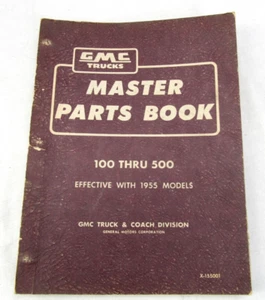 GMC
TRUCKS
MASTER
PARTS BOOK
100 THRU 500
EFFECTIVE WITH 1955 MODELS
GMC TRUCK & COACH DIVISION
GENERAL MOTORS CORPORATION